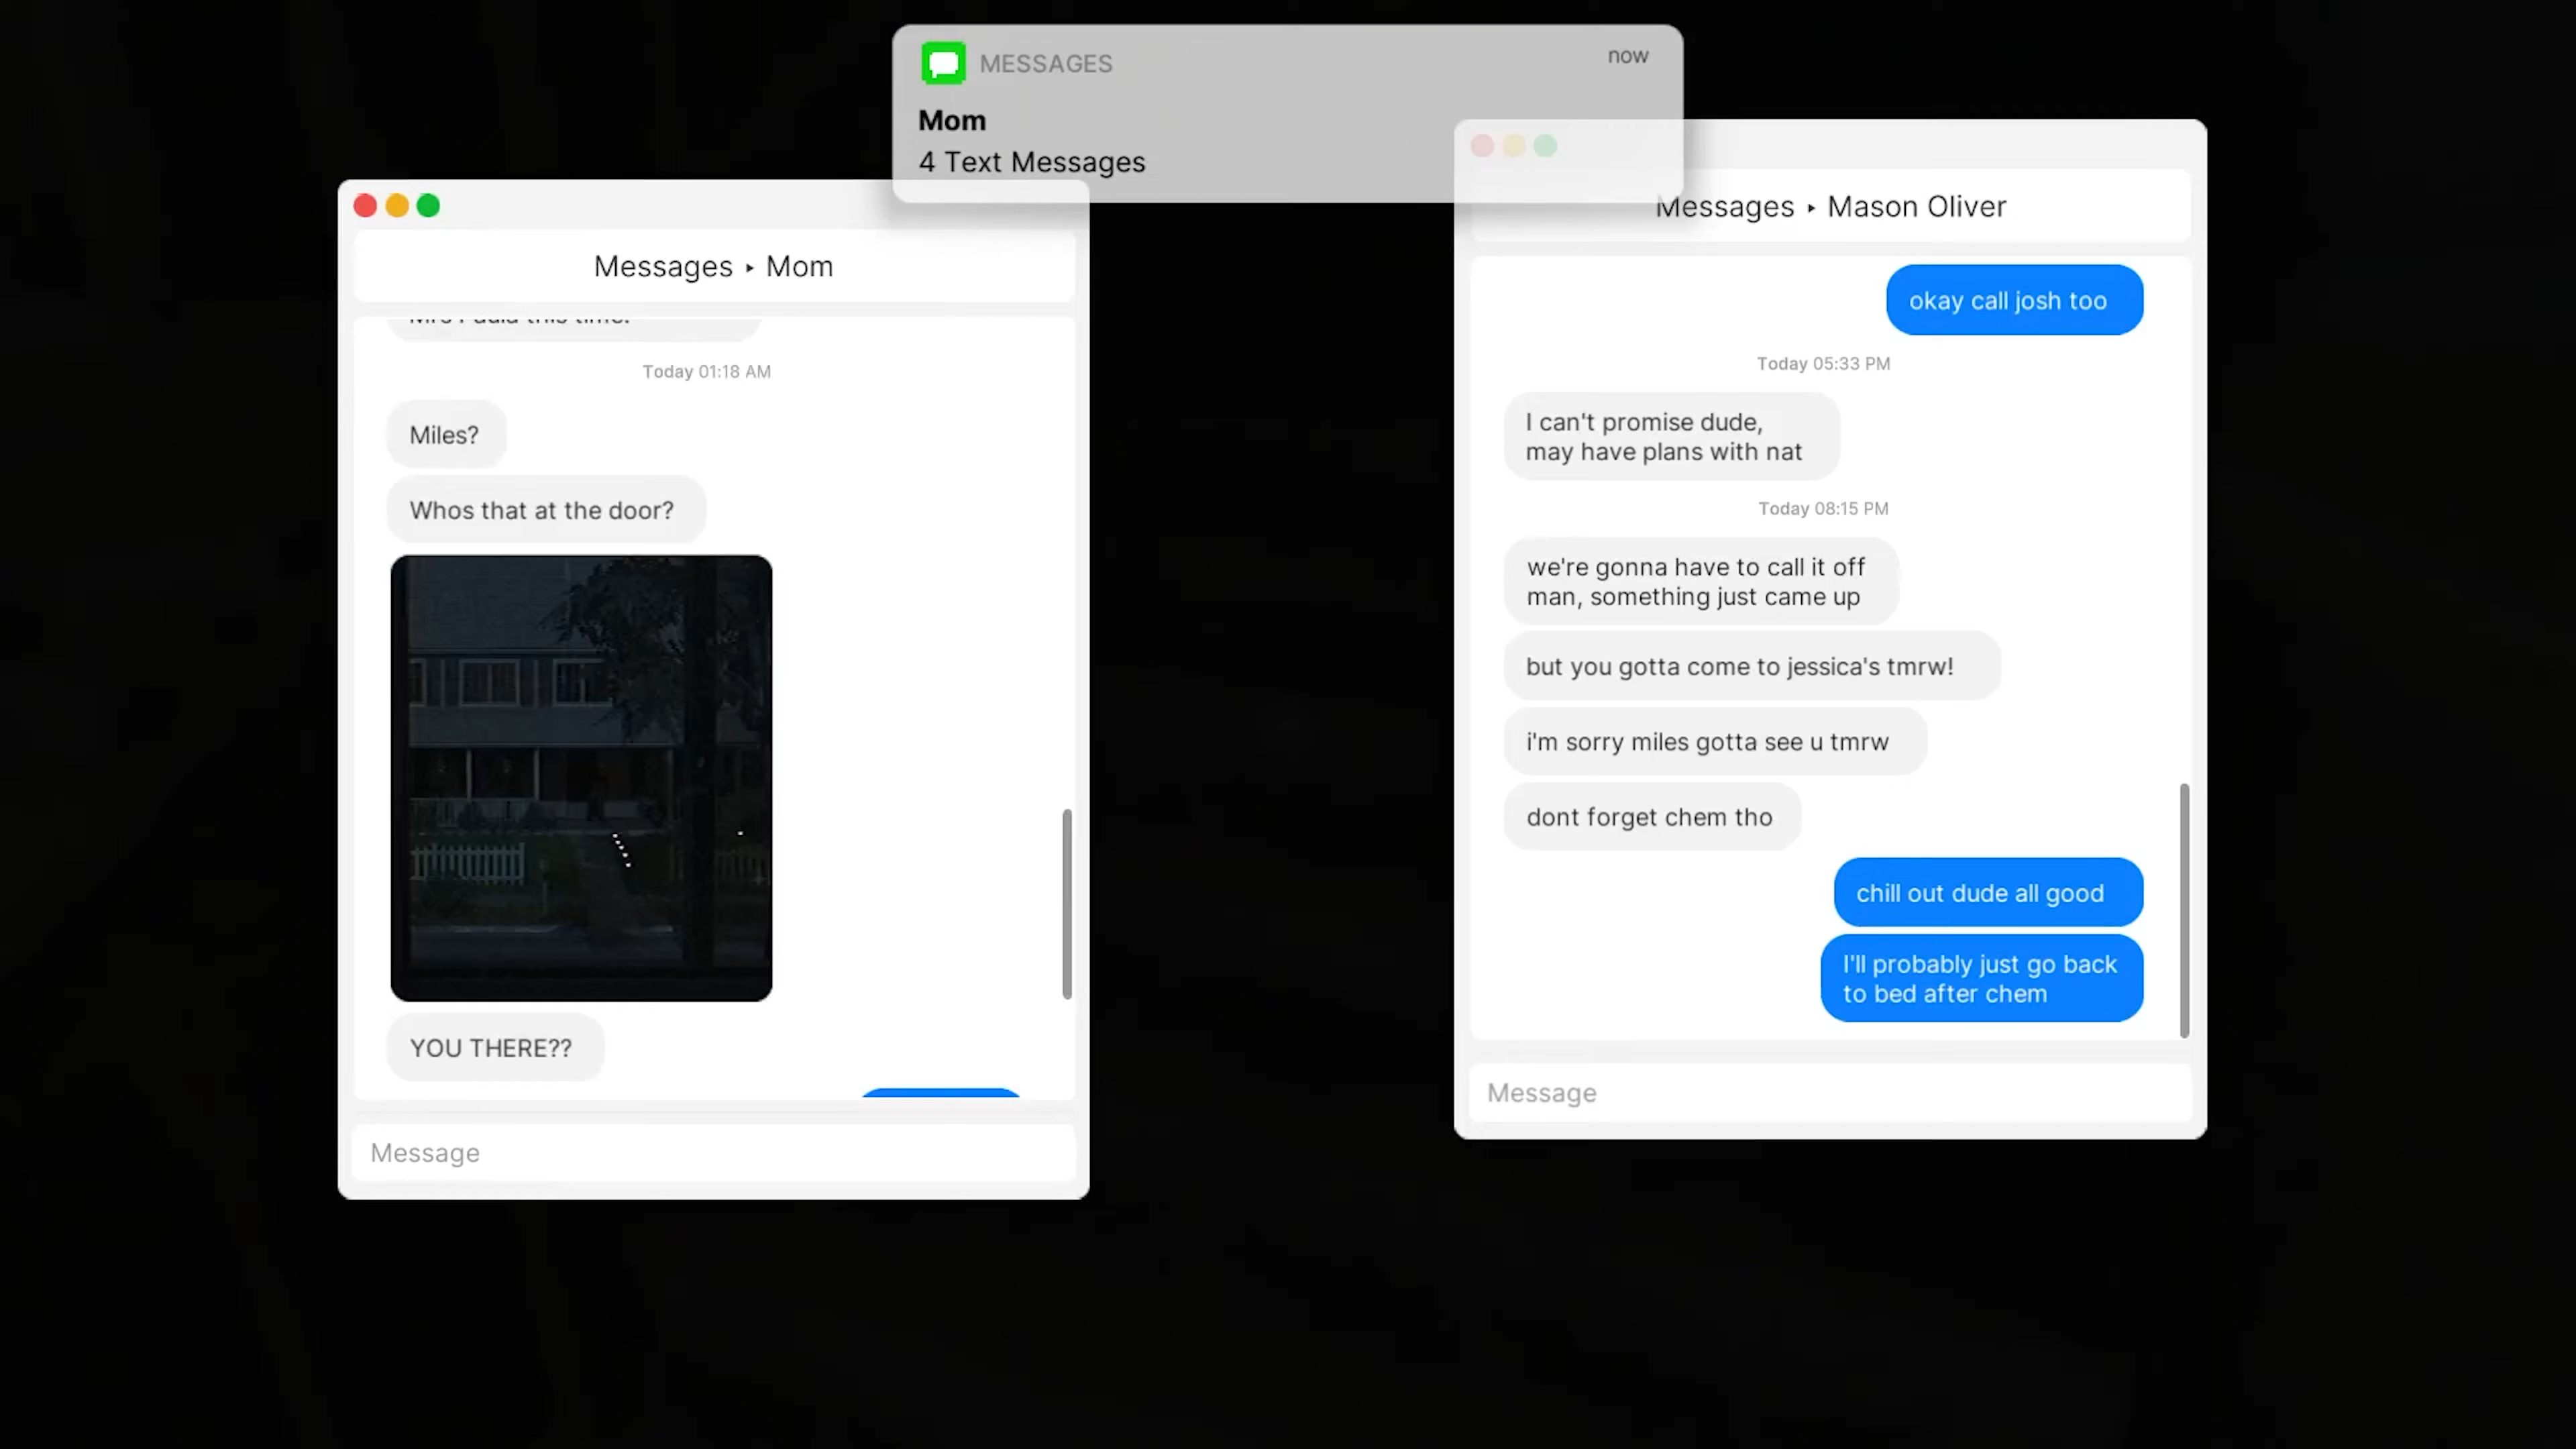 MESSAGES
now
Mom
4 Text Messages
Messages ▸ Mom
this time!
Today 01:18 AM
Miles?
Whos that at the door?
YOU THERE??
Message
Messages ▸ Mason Oliver
okay call josh too
Today 05:33 PM
I can't promise dude,
may have plans with nat
Today 08:15 PM
we're gonna have to call it off
man, something just came up
but you gotta come to jessica's tmrw!
i'm sorry miles gotta see u tmrw
dont forget chem tho
chill out dude all good
I'll probably just go back
to bed after chem
Message